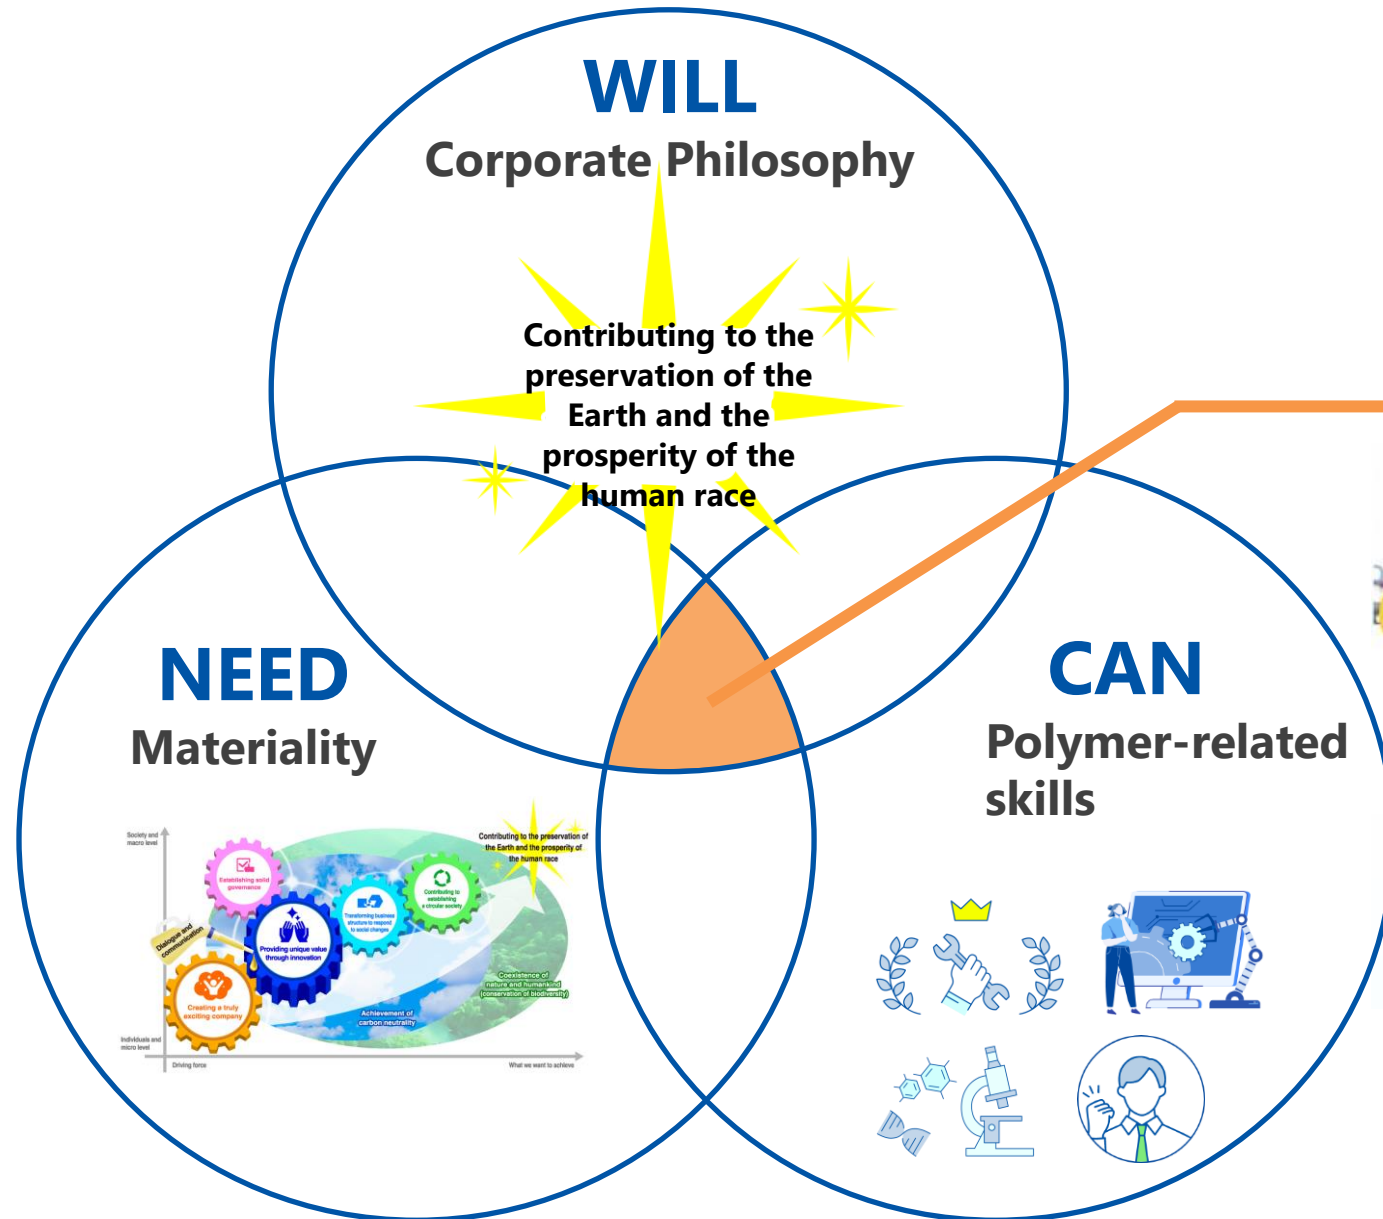 WILL
Corporate Philosophy
Contributing to the
preservation of the
Earth and the
prosperity of the
human race
NEED
Materiality
CAN
Polymer-related
skills
Society and
macro level
Contributing to the preservation of
the Earth and the prosperity of
the human race
Establishing solid
governance
Contributing to
establishing
a circular society
Transforming business
structure to respond
to social changes
Dialogue and
communication
Providing unique value
through innovation
Creating a truly
exciting company
Coexistence of
nature and humankind
(conservation of biodiversity)
Achievement of
carbon neutrality
Individuals and
micro level
Driving force
What we want to achieve